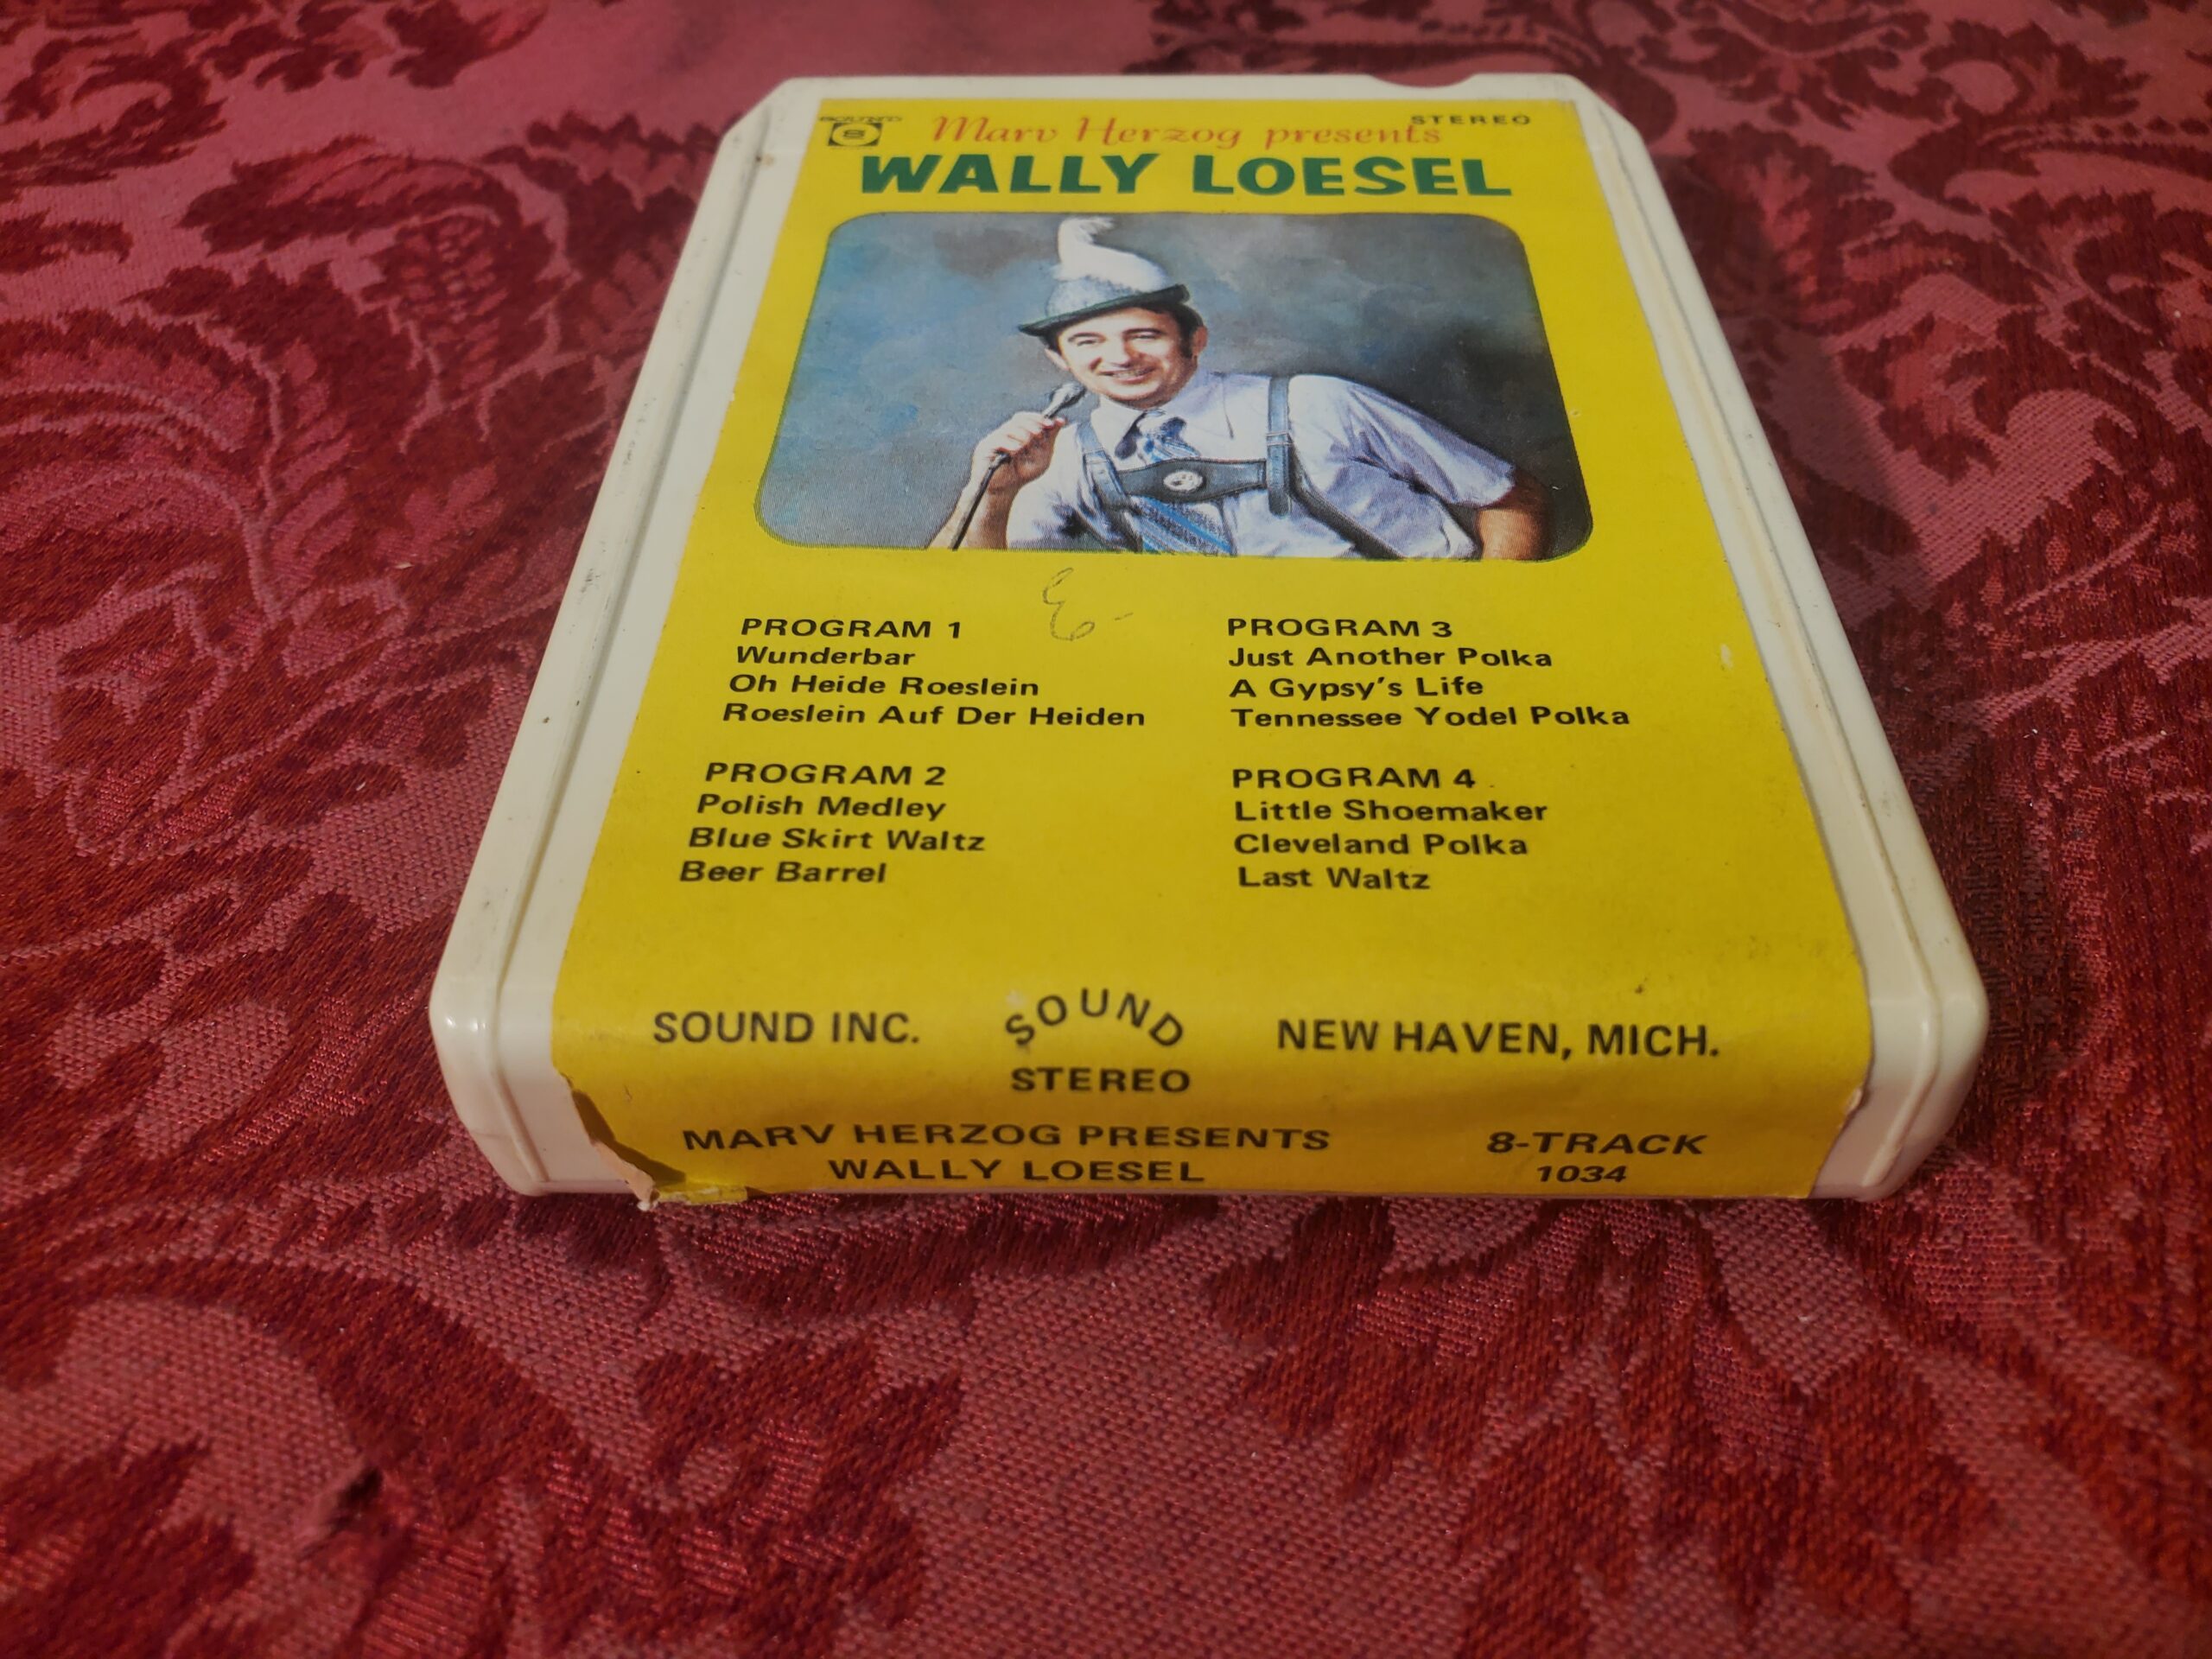 SOUND
8
Marv Herzog presents
STEREO
WALLY LOESEL
E-
PROGRAM 1
Wunderbar
Oh Heide Roeslein
Roeslein Auf Der Heiden
PROGRAM 2
Polish Medley
Blue Skirt Waltz
Beer Barrel
PROGRAM 3
Just Another Polka
A Gypsy's Life
Tennessee Yodel Polka
PROGRAM 4
Little Shoemaker
Cleveland Polka
Last Waltz
SOUND INC.
SOUND
STEREO
NEW HAVEN, MICH.
MARV HERZOG PRESENTS
WALLY LOESEL
8-TRACK
1034